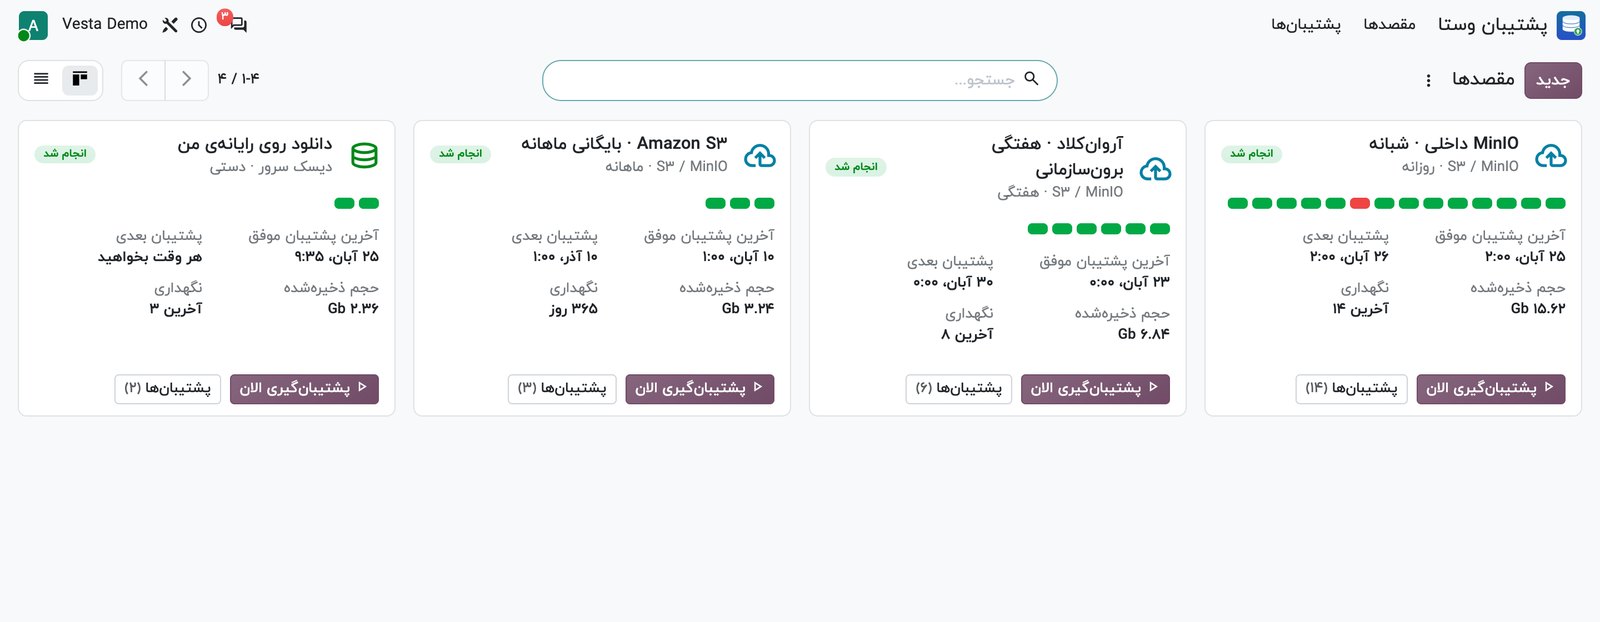 پشتیبان وستا
مقصدها
پشتیبان‌ها
۳
Vesta Demo
A
جدید
مقصدها
جستجو...
۱-۴ / ۴
MinIO داخلی · شبانه
S۳ / MinIO · روزانه
انجام شد
آخرین پشتیبان موفق
۲۵ آبان، ۲:۰۰
پشتیبان بعدی
۲۶ آبان، ۲:۰۰
حجم ذخیره‌شده
۱۵.۶۲ Gb
نگهداری
آخرین ۱۴
پشتیبان‌گیری الان
پشتیبان‌ها (۱۴)
آروان‌کلاد · هفتگی
برون‌سازمانی
S۳ / MinIO · هفتگی
انجام شد
آخرین پشتیبان موفق
۲۳ آبان، ۰:۰۰
پشتیبان بعدی
۳۰ آبان، ۰:۰۰
حجم ذخیره‌شده
۶.۸۴ Gb
نگهداری
آخرین ۸
پشتیبان‌گیری الان
پشتیبان‌ها (۶)
Amazon S۳ · بایگانی ماهانه
S۳ / MinIO · ماهانه
انجام شد
آخرین پشتیبان موفق
۱۰ آبان، ۱:۰۰
پشتیبان بعدی
۱۰ آذر، ۱:۰۰
حجم ذخیره‌شده
۳.۲۴ Gb
نگهداری
۳۶۵ روز
پشتیبان‌گیری الان
پشتیبان‌ها (۳)
دانلود روی رایانه‌ی من
دیسک سرور · دستی
انجام شد
آخرین پشتیبان موفق
۲۵ آبان، ۹:۳۵
پشتیبان بعدی
هر وقت بخواهید
حجم ذخیره‌شده
۲.۳۶ Gb
نگهداری
آخرین ۳
پشتیبان‌گیری الان
پشتیبان‌ها (۲)